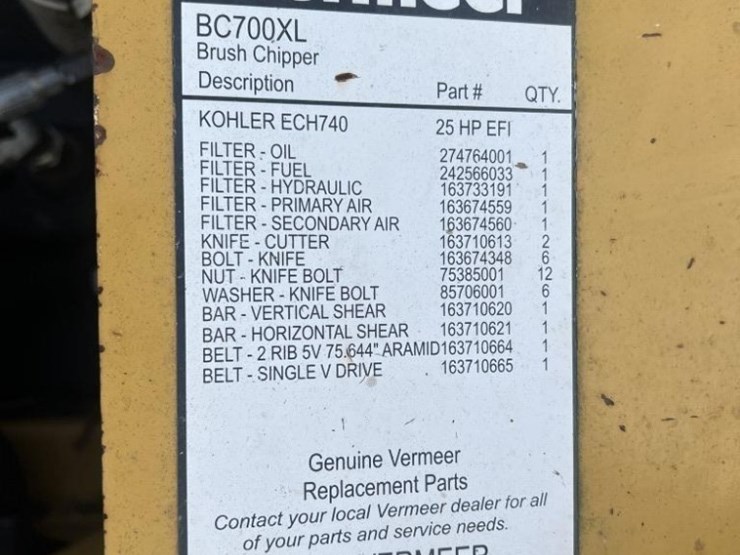 BC700XL
Brush Chipper
Description Part # QTY.
KOHLER ECH740 25 HP EFI
FILTER - OIL 274764001 1
FILTER - FUEL 242566033 1
FILTER - HYDRAULIC 163733191 1
FILTER - PRIMARY AIR 163674559 1
FILTER - SECONDARY AIR 163674560 1
KNIFE - CUTTER 163710613 2
BOLT - KNIFE 163674348 6
NUT - KNIFE BOLT 75385001 12
WASHER - KNIFE BOLT 85706001 6
BAR - VERTICAL SHEAR 163710620 1
BAR - HORIZONTAL SHEAR 163710621 1
BELT - 2 RIB 5V 75.644" ARAMID 163710664 1
BELT - SINGLE V DRIVE 163710665 1
Genuine Vermeer
Replacement Parts
Contact your local Vermeer dealer for all
of your parts and service needs.
VERMEER